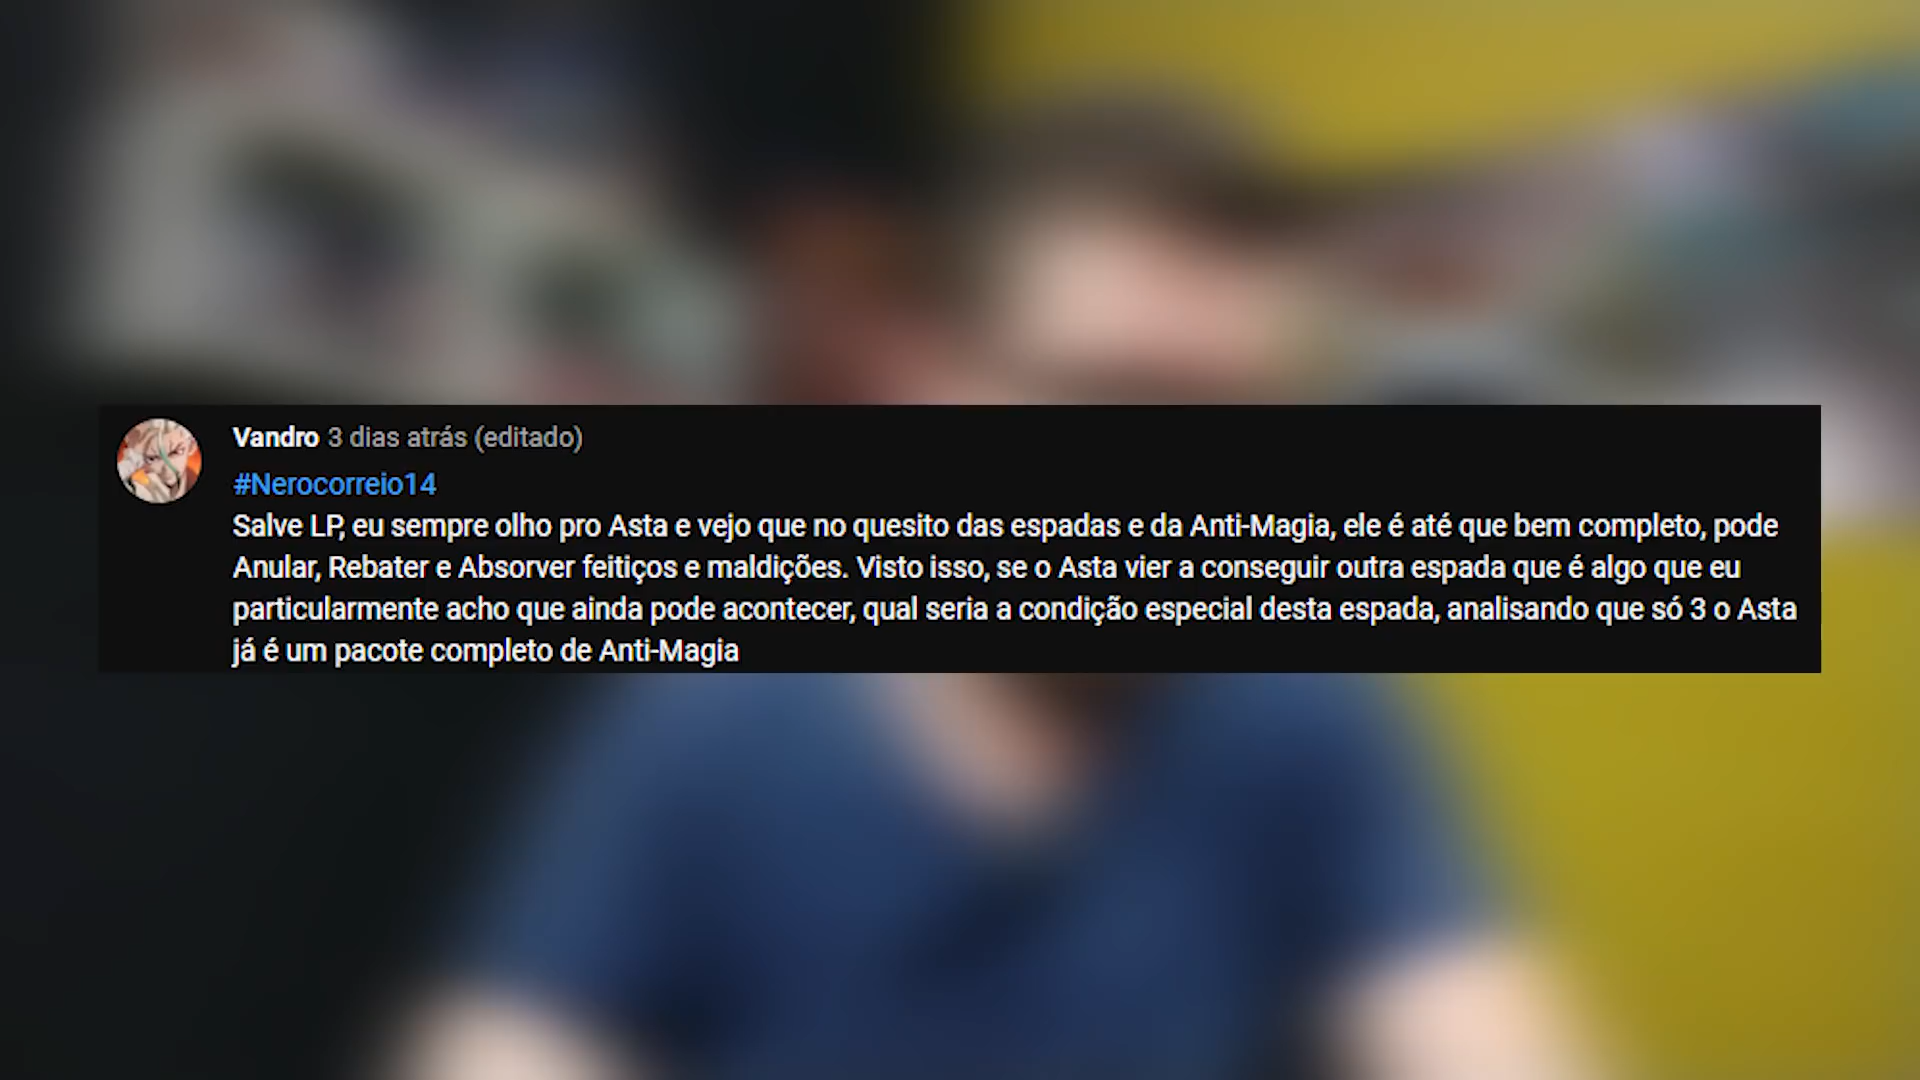 Vandro 3 dias atrás (editado)
#Nerocorreio14
Salve LP, eu sempre olho pro Asta e vejo que no quesito das espadas e da Anti-Magia, ele é até que bem completo, pode
Anular, Rebater e Absorver feitiços e maldições. Visto isso, se o Asta vier a conseguir outra espada que é algo que eu
particularmente acho que ainda pode acontecer, qual seria a condição especial desta espada, analisando que só 3 o Asta
já é um pacote completo de Anti-Magia